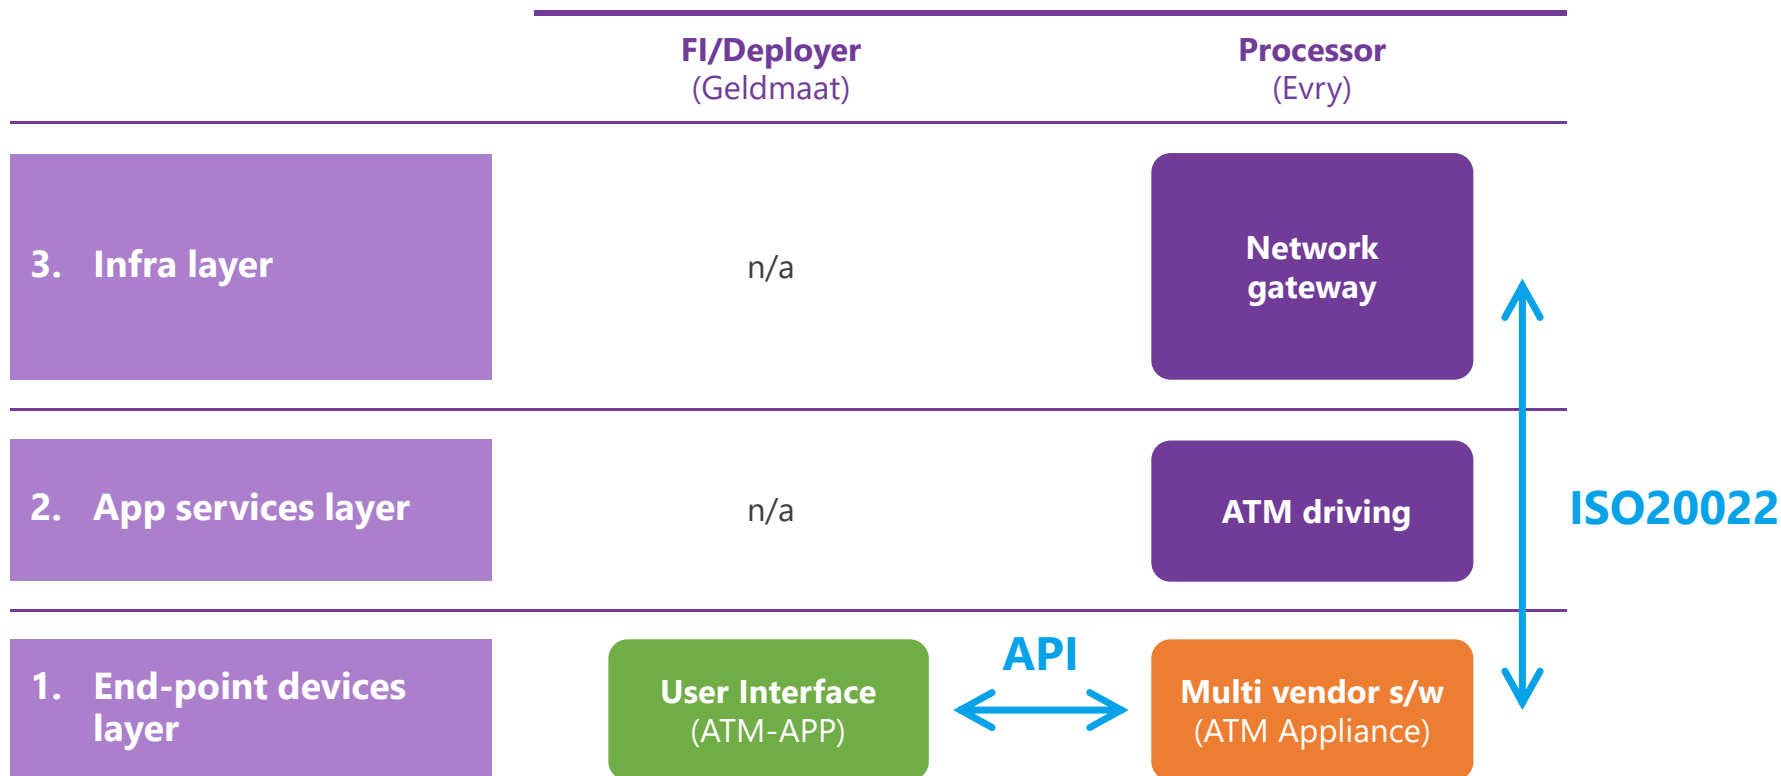 FI/Deployer
(Geldmaat)
Processor
(Evry)
3. Infra layer
n/a
Network
gateway
2. App services layer
n/a
ATM driving
ISO20022
1. End-point devices
layer
User Interface
(ATM-APP)
API
Multi vendor s/w
(ATM Appliance)